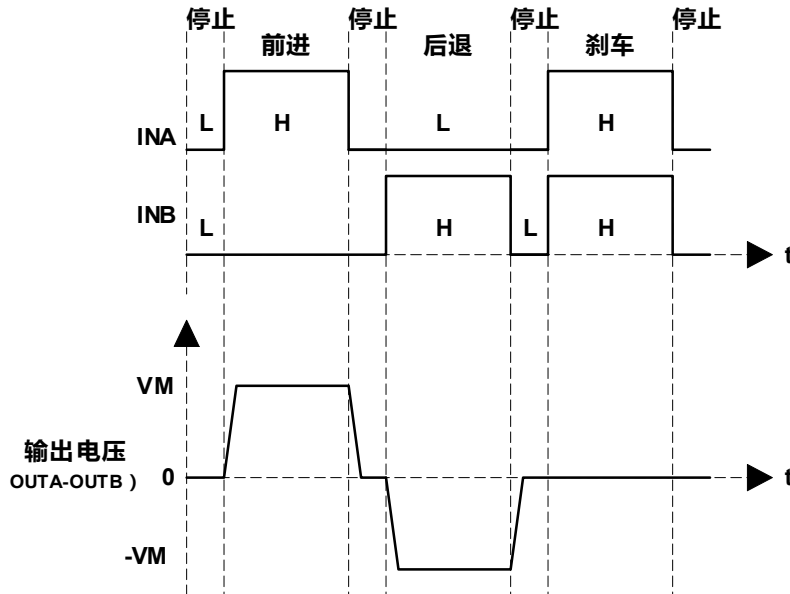 停止 停止 停止 停止
前进 后退 刹车
L H L H
INA
INB
L H L H
t
VM
输出电压
OUTA-OUTB ) 0 t
-VM